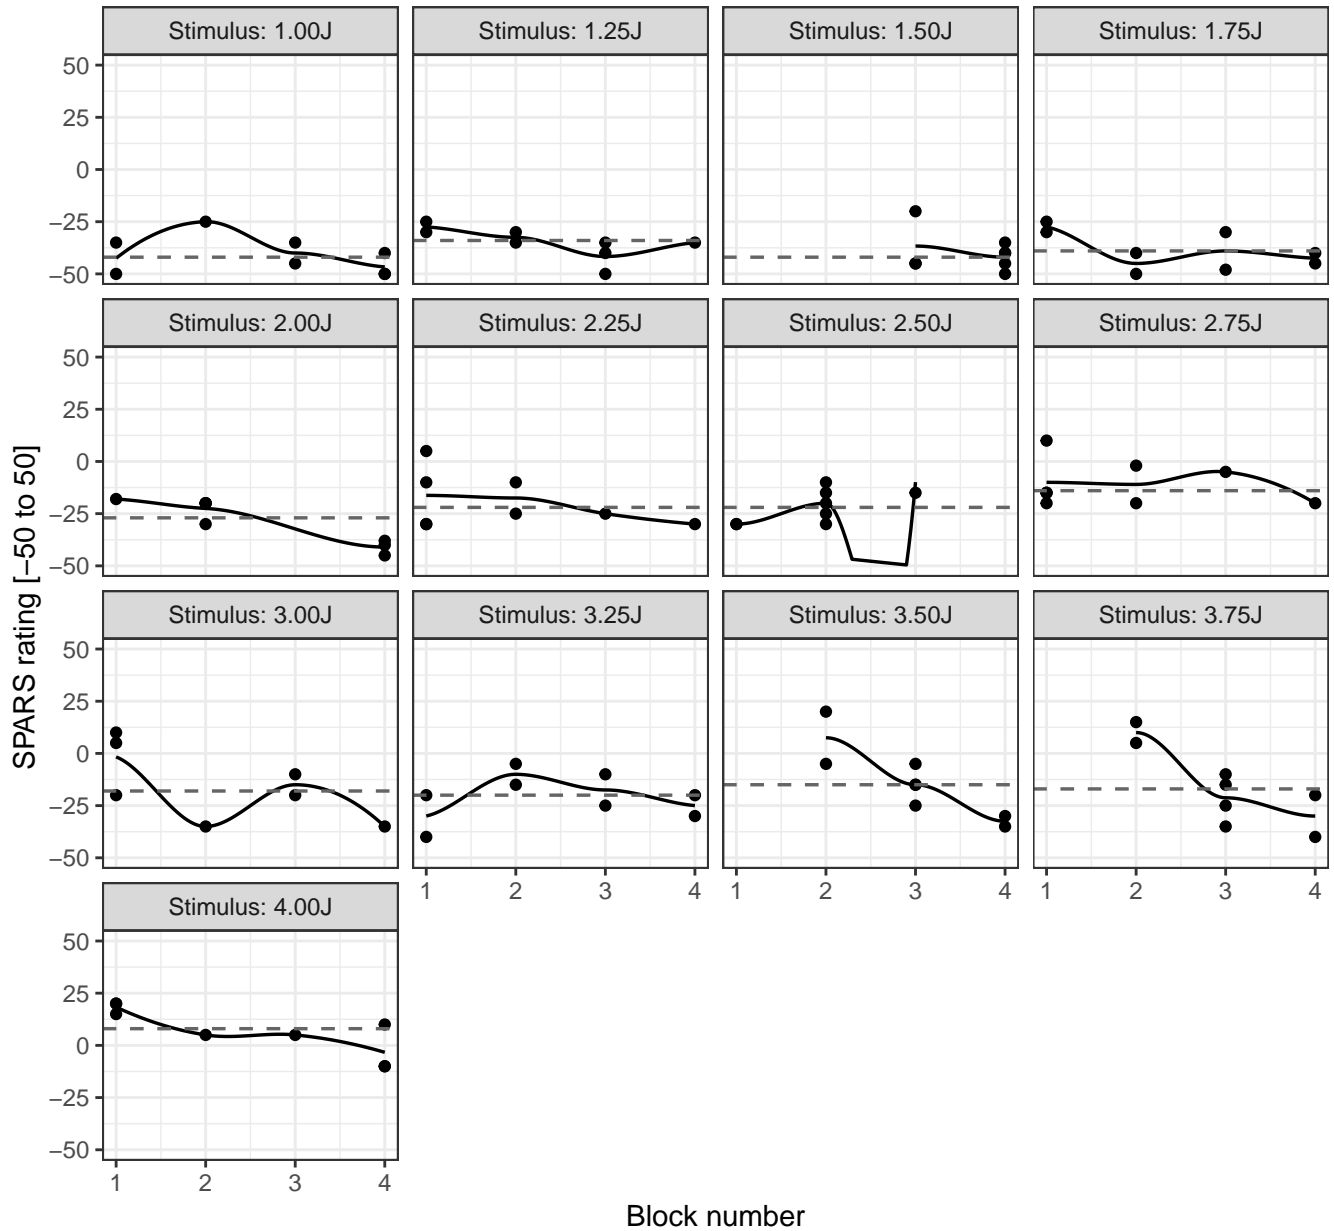 Stimulus: 1.00J Stimulus: 1.25J Stimulus: 1.50J Stimulus: 1.75J
50
25
0
−25
−50
Stimulus: 2.00J Stimulus: 2.25J Stimulus: 2.50J Stimulus: 2.75J
50
25
0
−25
−50
Stimulus: 3.00J Stimulus: 3.25J Stimulus: 3.50J Stimulus: 3.75J
50
25
0
−25
−50
1 2 3 4 1 2 3 4 1 2 3 4
Stimulus: 4.00J
50
25
0
−25
−50
1 2 3 4
Block number
SPARS rating [−50 to 50]